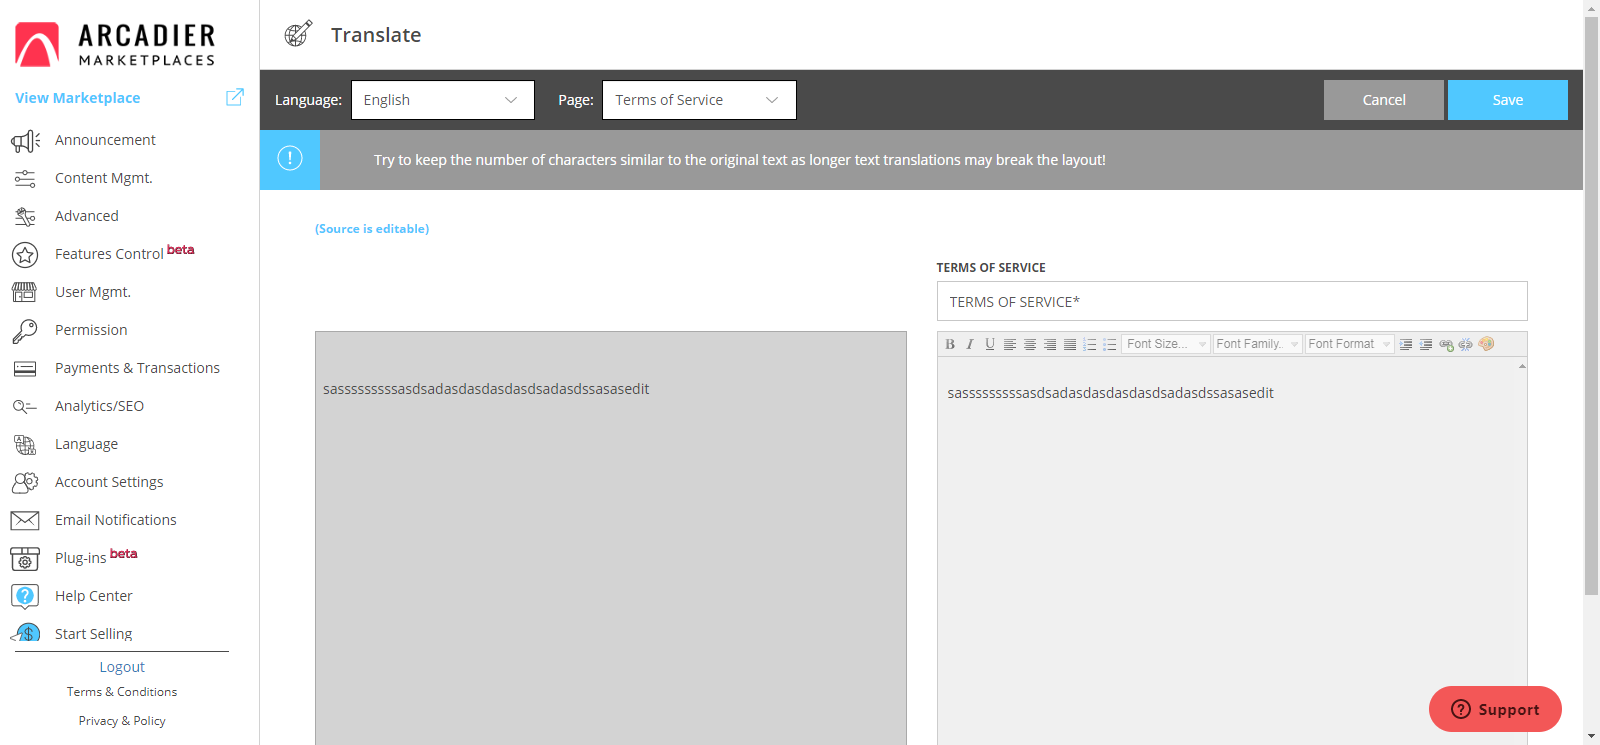 ARCADIER
MARKETPLACES
View Marketplace
Announcement
Content Mgmt.
Advanced
Features Control beta
User Mgmt.
Permission
Payments & Transactions
Analytics/SEO
Language
Account Settings
Email Notifications
Plug-ins beta
Help Center
Start Selling
Logout
Terms & Conditions
Privacy & Policy
Translate
Language: English Page: Terms of Service Cancel Save
Try to keep the number of characters similar to the original text as longer text translations may break the layout!
(Source is editable)
TERMS OF SERVICE
TERMS OF SERVICE*
B I U Font Size... Font Family. Font Format
sasssssssssasdsadasdasdasdasdsadasdssasasedit
sasssssssssasdsadasdasdasdasdsadasdssasasedit
Support